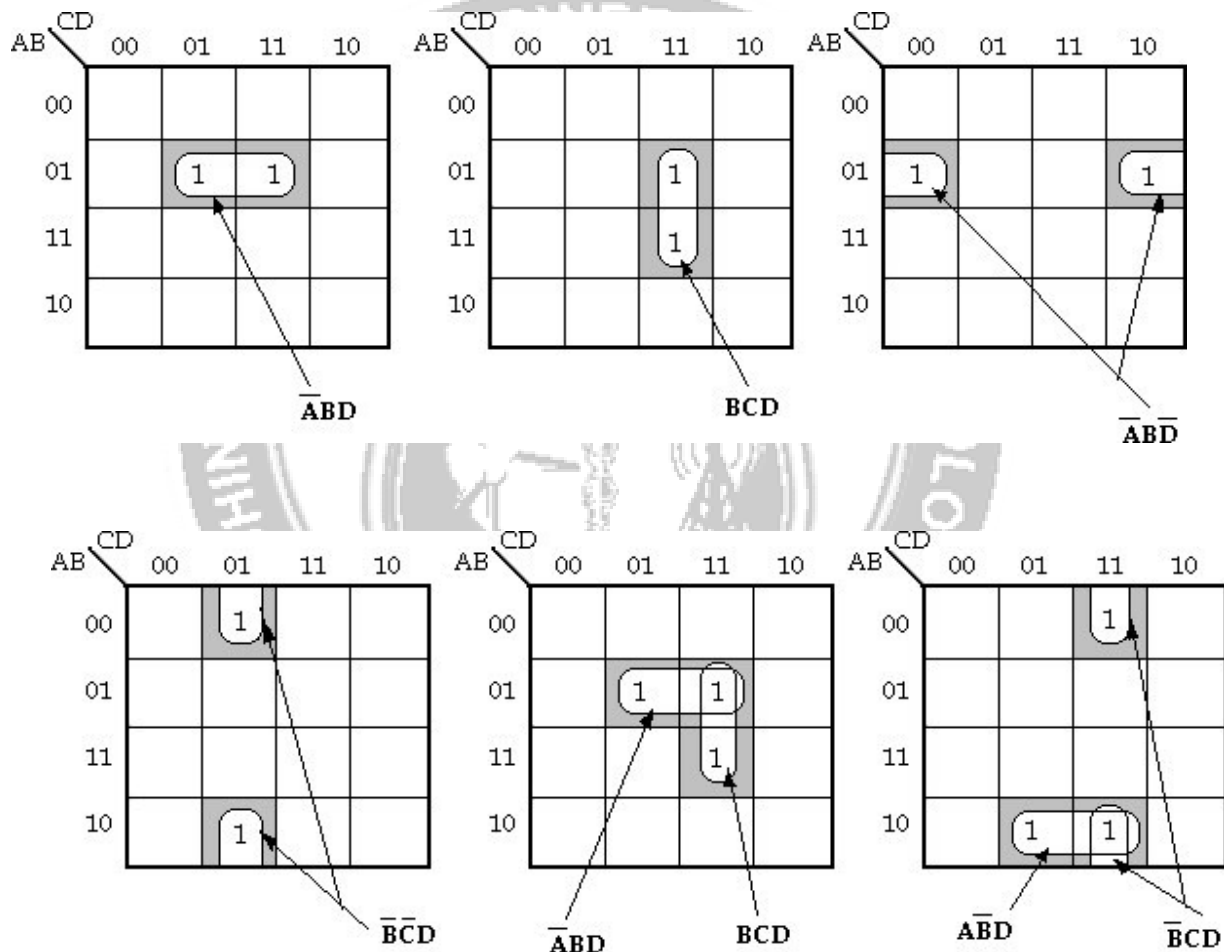 CD CD CD
AB 00 01 11 10 AB 00 01 11 10 AB 00 01 11 10
00 00 00
01 1 1 01 1 01 1 1
11 11 1 11
10 10 10
A̅BD BCD A̅BD̅
CD CD CD
AB 00 01 11 10 AB 00 01 11 10 AB 00 01 11 10
00 1 00 00 1
01 01 1 1 01
11 11 1 11
10 1 10 10 1 1
B̅C̅D A̅BD BCD AB̅D B̅CD